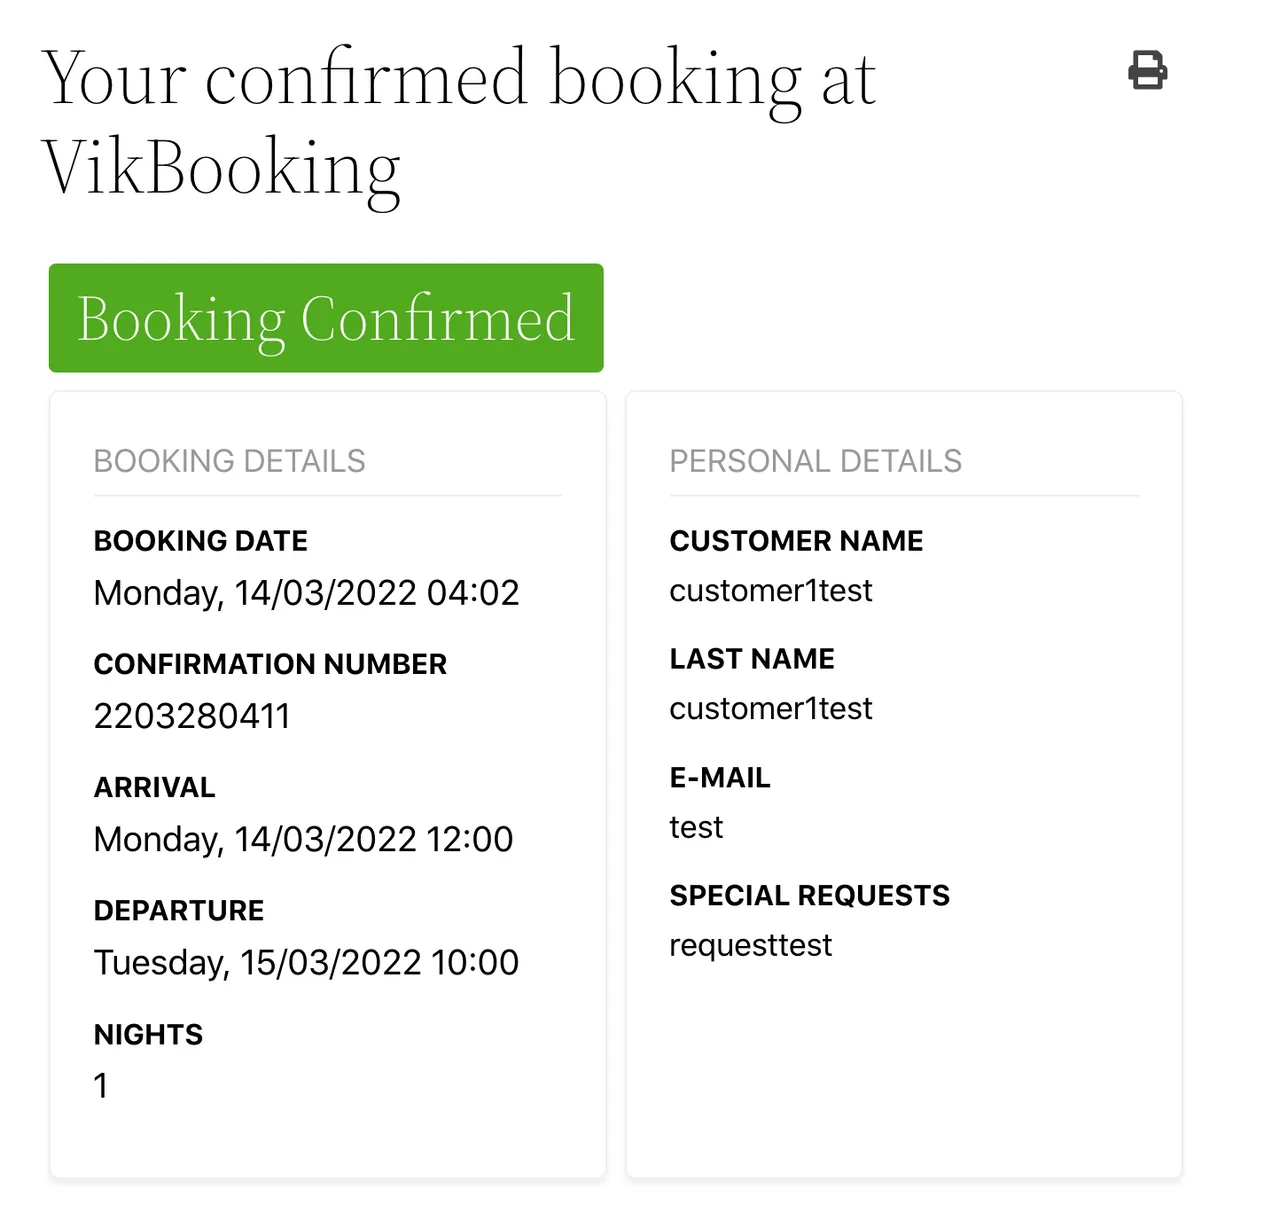 Your confirmed booking at
VikBooking
Booking Confirmed
BOOKING DETAILS
BOOKING DATE
Monday, 14/03/2022 04:02
CONFIRMATION NUMBER
2203280411
ARRIVAL
Monday, 14/03/2022 12:00
DEPARTURE
Tuesday, 15/03/2022 10:00
NIGHTS
1
PERSONAL DETAILS
CUSTOMER NAME
customer1test
LAST NAME
customer1test
E-MAIL
test
SPECIAL REQUESTS
requesttest